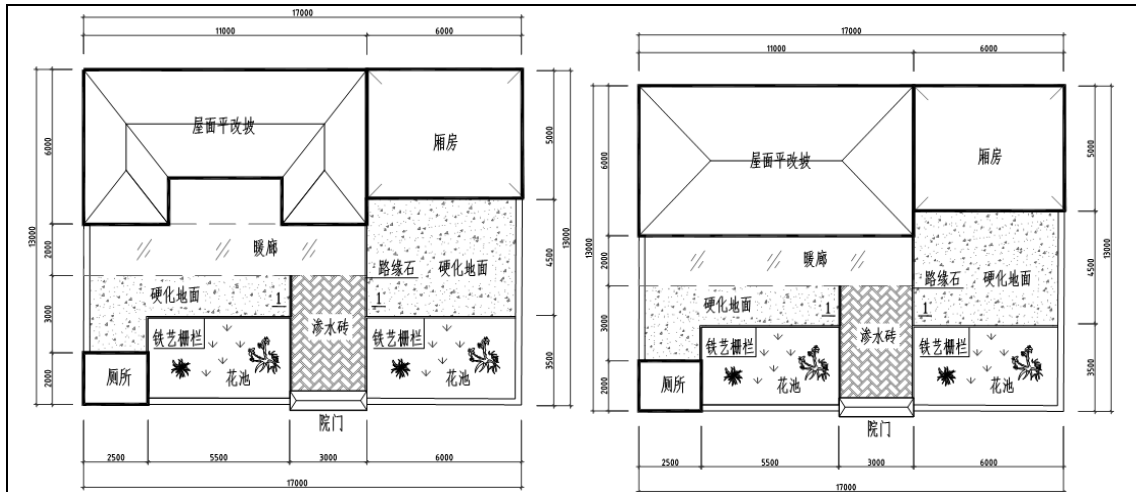 17000
11000
6000
屋面平改坡
厢房
6000
5000
13000
13000
暖廊
2000
路缘石
硬化地面
4500
硬化地面
1
1
3000
铁艺栅栏
渗水砖
铁艺栅栏
3500
厕所
2000
花池
花池
院门
2500
5500
3000
6000
17000
17000
11000
6000
屋面平改坡
厢房
6000
5000
13000
13000
暖廊
2000
路缘石
硬化地面
4500
硬化地面
1
1
3000
铁艺栅栏
渗水砖
铁艺栅栏
3500
厕所
2000
花池
花池
院门
2500
5500
3000
6000
17000